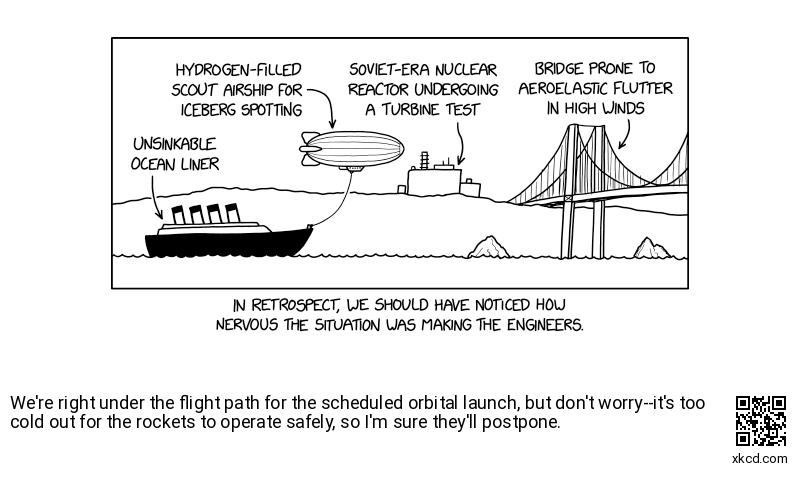 HYDROGEN-FILLED
SCOUT AIRSHIP FOR
ICEBERG SPOTTING
SOVIET-ERA NUCLEAR
REACTOR UNDERGOING
A TURBINE TEST
BRIDGE PRONE TO
AEROELASTIC FLUTTER
IN HIGH WINDS
UNSINKABLE
OCEAN LINER
IN RETROSPECT, WE SHOULD HAVE NOTICED HOW
NERVOUS THE SITUATION WAS MAKING THE ENGINEERS.
We're right under the flight path for the scheduled orbital launch, but don't worry--it's too
cold out for the rockets to operate safely, so I'm sure they'll postpone.
xkcd.com